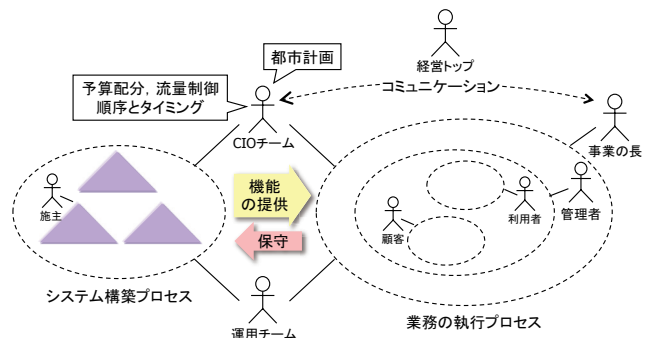 都市計画
経営トップ
予算配分，流量制御
順序とタイミング
コミュニケーション
CIOチーム
事業の長
施主
機能
の提供
利用者
管理者
顧客
保守
システム構築プロセス
業務の執行プロセス
運用チーム